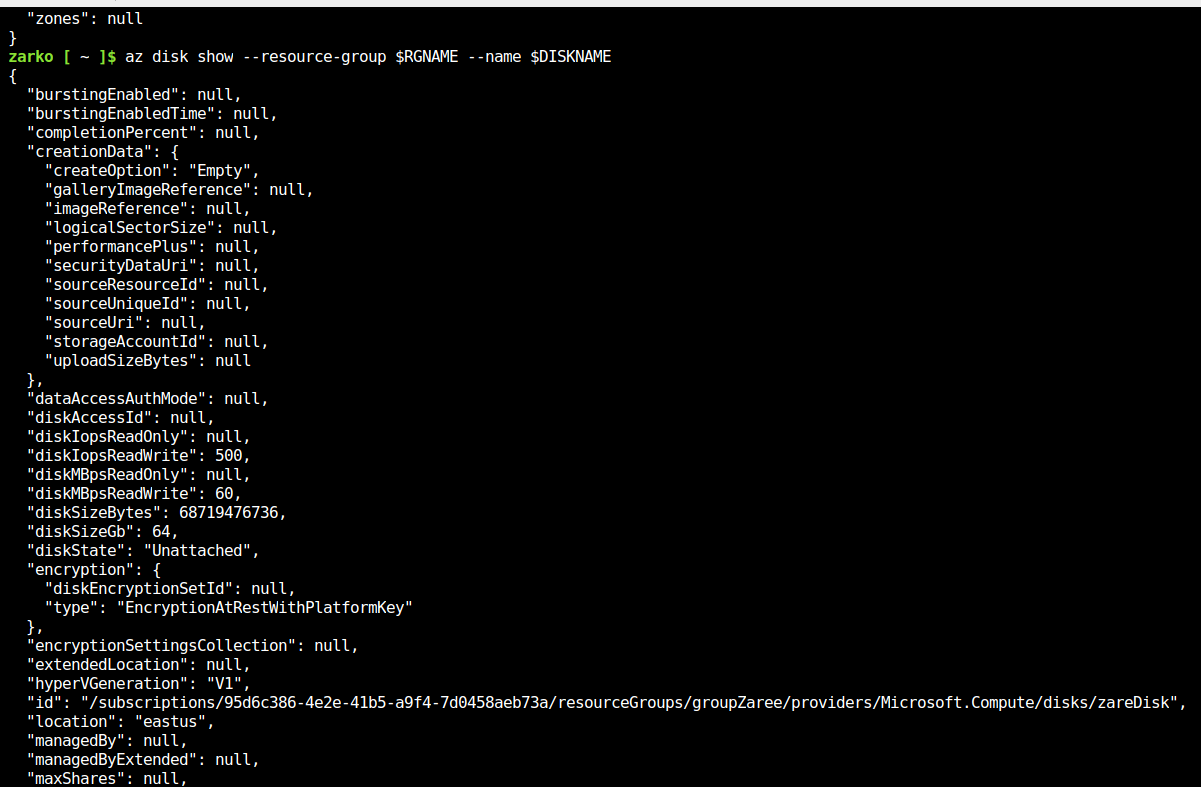 "zones": null
}
zarko [ ~ ]$ az disk show --resource-group $RGNAME --name $DISKNAME
{
"burstingEnabled": null,
"burstingEnabledTime": null,
"completionPercent": null,
"creationData": {
"createOption": "Empty",
"galleryImageReference": null,
"imageReference": null,
"logicalSectorSize": null,
"performancePlus": null,
"securityDataUri": null,
"sourceResourceId": null,
"sourceUniqueId": null,
"sourceUri": null,
"storageAccountId": null,
"uploadSizeBytes": null
},
"dataAccessAuthMode": null,
"diskAccessId": null,
"diskIopsReadOnly": null,
"diskIopsReadWrite": 500,
"diskMBpsReadOnly": null,
"diskMBpsReadWrite": 60,
"diskSizeBytes": 68719476736,
"diskSizeGb": 64,
"diskState": "Unattached",
"encryption": {
"diskEncryptionSetId": null,
"type": "EncryptionAtRestWithPlatformKey"
},
"encryptionSettingsCollection": null,
"extendedLocation": null,
"hyperVGeneration": "V1",
"id": "/subscriptions/95d6c386-4e2e-41b5-a9f4-7d0458aeb73a/resourceGroups/groupZaree/providers/Microsoft.Compute/disks/zareDisk",
"location": "eastus",
"managedBy": null,
"managedByExtended": null,
"maxShares": null,